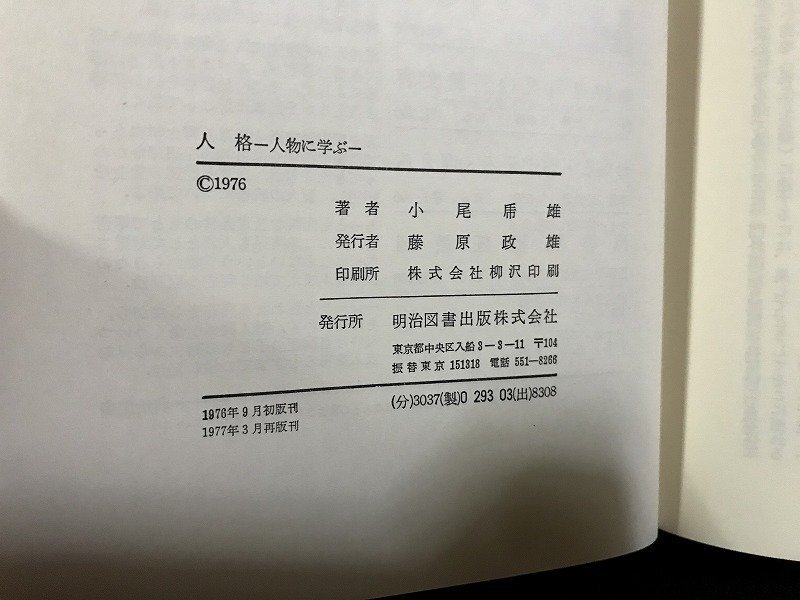 人 格―人物に学ぶ―
©1976
著者 小尾乕雄
発行者 藤原政雄
印刷所 株式会社柳沢印刷
発行所 明治図書出版株式会社
東京都中央区入船3―3―11 〒104
振替東京 151318 電話 551―8266
1976年9月初版刊
1977年3月再版刊
(分)3037(製)0 293 03(出)8308